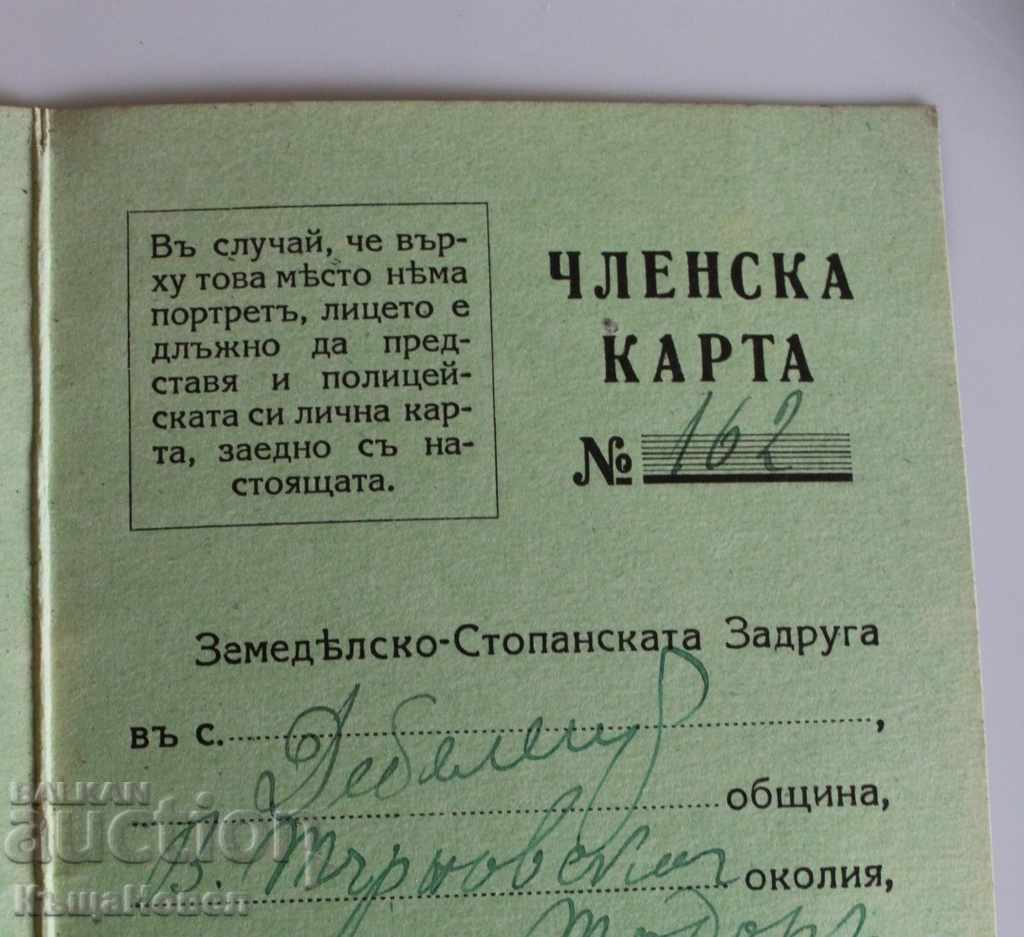 Въ случай, че вър-
ху това мѣсто нѣма
портретъ, лицето е
длъжно да пред-
ставя и полицей-
ската си лична кар-
та, заедно съ на-
стоящата.
ЧЛЕНСКА
КАРТА
№ 162
Земедѣлско-Стопанската Задруга
въ с. Дебелец,
община,
В. Търновска околия,
Тодор
BALKAN
auction
КъщаНовел